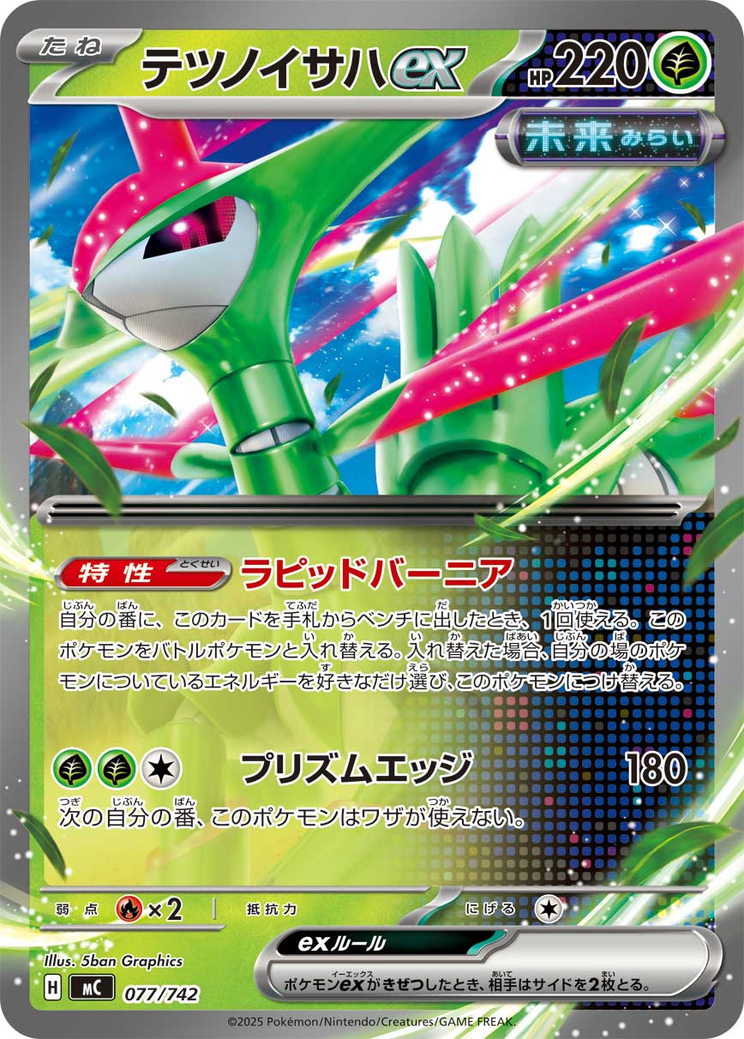 たね テツノイサハex HP220
未来 みらい
特性 とくせい ラピッドバーニア
自分の番に、このカードを手札からベンチに出したとき、1回使える。この
ポケモンをバトルポケモンと入れ替える。入れ替えた場合、自分の場のポケ
モンについているエネルギーを好きなだけ選び、このポケモンにつけ替える。
プリズムエッジ 180
次の自分の番、このポケモンはワザが使えない。
弱点 ×2 抵抗力 にげる
exルール
ポケモンexがきぜつしたとき、相手はサイドを2枚とる。
Illus. 5ban Graphics
H MC 077/742
©2025 Pokémon/Nintendo/Creatures/GAME FREAK.